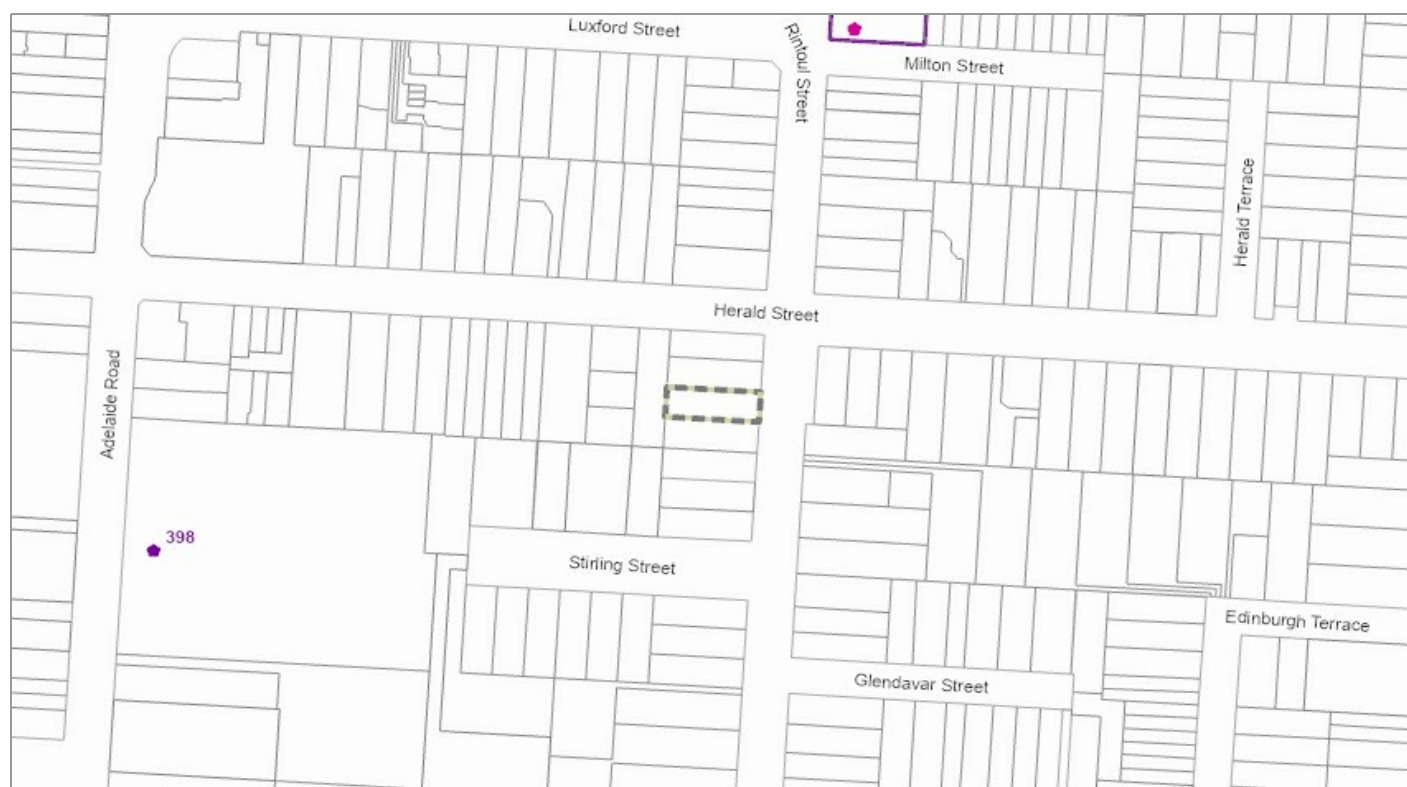 Luxford Street
Rintoul Street
Milton Street
Herald Terrace
Herald Street
Adelaide Road
398
Stirling Street
Edinburgh Terrace
Glendavar Street